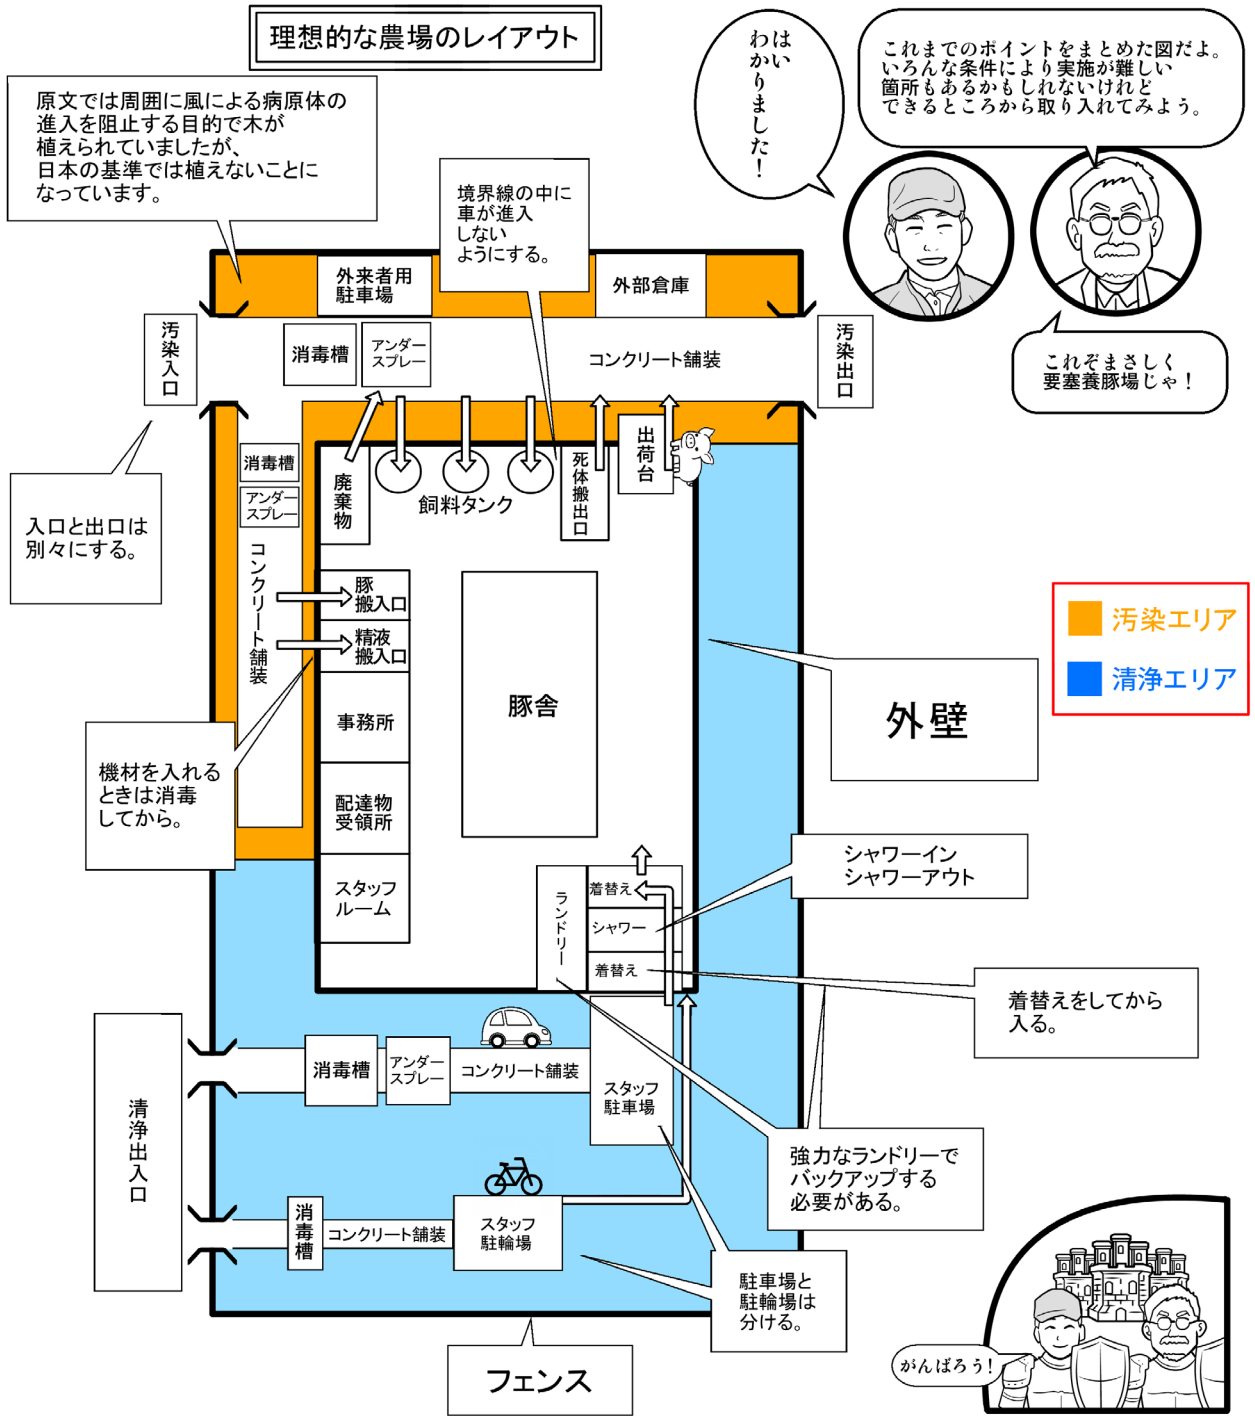 理想的な農場のレイアウト
はい
わかりました！
これまでのポイントをまとめた図だよ。
いろんな条件により実施が難しい
箇所もあるかもしれないけれど
できるところから取り入れてみよう。
これぞまさしく
要塞養豚場じゃ！
原文では周囲に風による病原体の
進入を阻止する目的で木が
植えられていましたが、
日本の基準では植えないことに
なっています。
境界線の中に
車が進入
しない
ようにする。
外来者用
駐車場
外部倉庫
汚染入口
消毒槽
アンダー
スプレー
コンクリート舗装
汚染出口
消毒槽
アンダー
スプレー
コンクリート舗装
廃棄物
飼料タンク
死体搬出口
出荷台
入口と出口は
別々にする。
豚
搬入口
精液
搬入口
事務所
配達物
受領所
スタッフ
ルーム
豚舎
汚染エリア
清浄エリア
外壁
機材を入れる
ときは消毒
してから。
シャワーイン
シャワーアウト
ランドリー
着替え
シャワー
着替え
着替えをしてから
入る。
清浄出入口
消毒槽
アンダー
スプレー
コンクリート舗装
スタッフ
駐車場
強力なランドリーで
バックアップする
必要がある。
消毒槽
コンクリート舗装
スタッフ
駐輪場
駐車場と
駐輪場は
分ける。
フェンス
がんばろう！